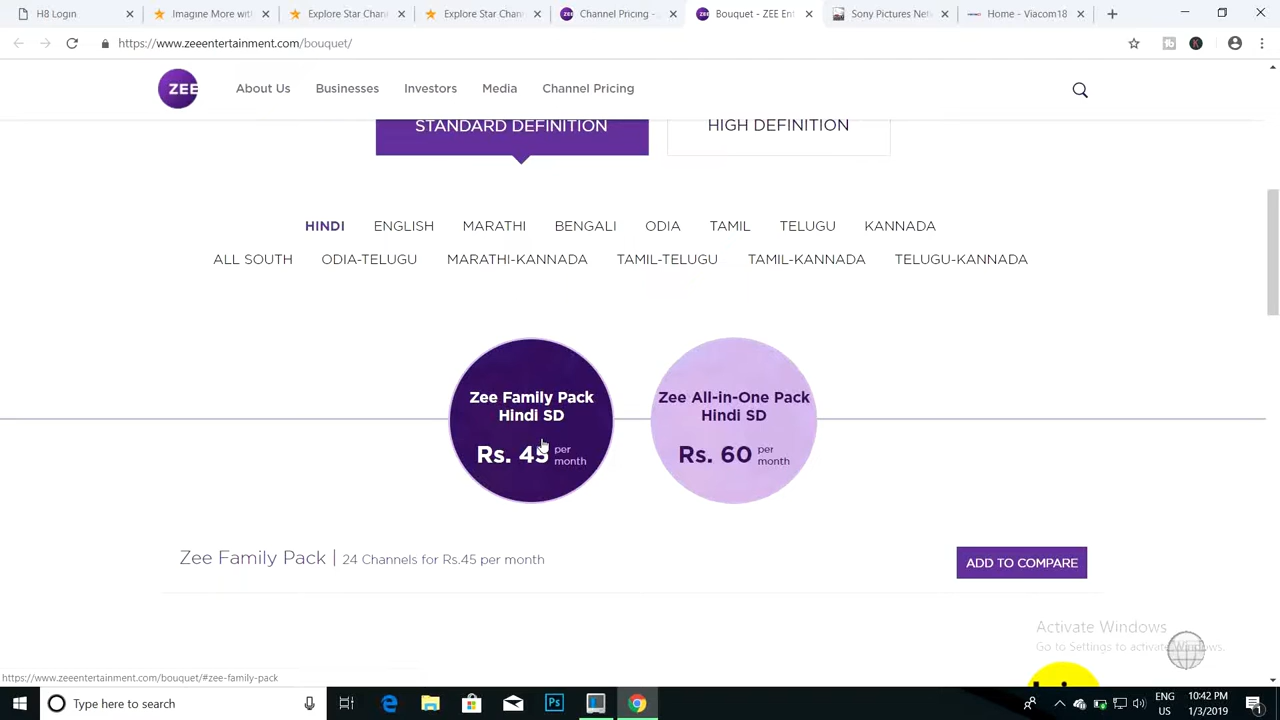 H8 Login
Imagine More wit
Explore Star Chan
Explore Star Chan
Channel Pricing -
Bouquet - ZEE Ent
Sony Pictures Net
Home - Viacom18
https://www.zeeentertainment.com/bouquet/
ZEE
About Us
Businesses
Investors
Media
Channel Pricing
STANDARD DEFINITION
HIGH DEFINITION
HINDI
ENGLISH
MARATHI
BENGALI
ODIA
TAMIL
TELUGU
KANNADA
ALL SOUTH
ODIA-TELUGU
MARATHI-KANNADA
TAMIL-TELUGU
TAMIL-KANNADA
TELUGU-KANNADA
Zee Family Pack
Hindi SD
Rs. 45 per
month
Zee All-in-One Pack
Hindi SD
Rs. 60 per
month
Zee Family Pack | 24 Channels for Rs.45 per month
ADD TO COMPARE
Activate Windows
Go to Settings to activate Windows.
https://www.zeeentertainment.com/bouquet/#zee-family-pack
Type here to search
ENG
US
10:42 PM
1/3/2019